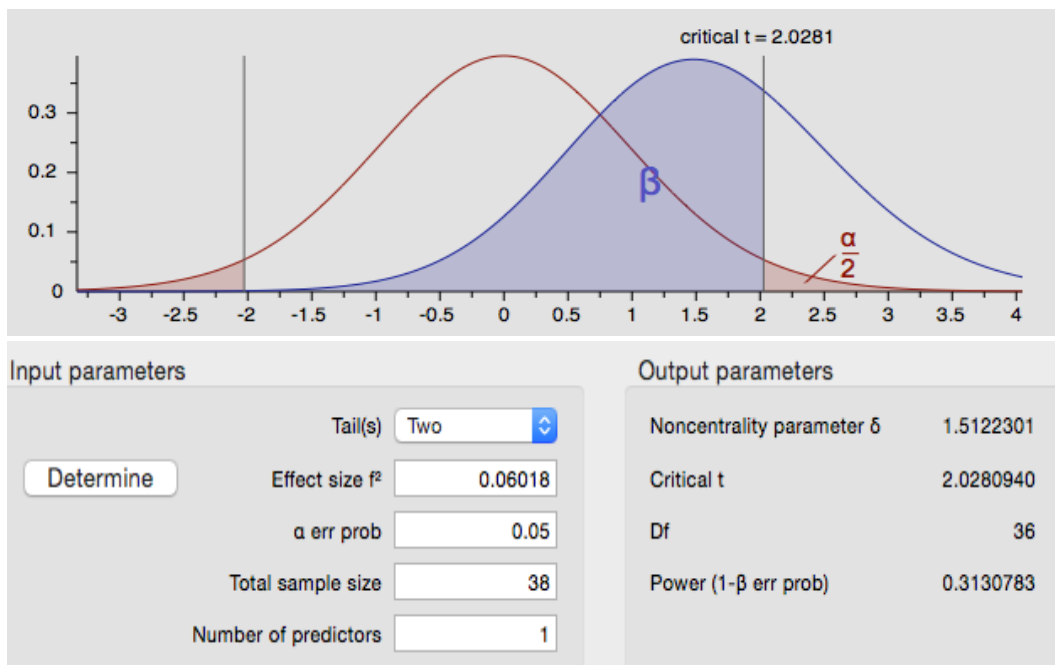 critical t = 2.0281
0.3
0.2
0.1
0
β
α
2
-3 -2.5 -2 -1.5 -1 -0.5 0 0.5 1 1.5 2 2.5 3 3.5 4
Input parameters
Tail(s) Two
Determine Effect size f² 0.06018
α err prob 0.05
Total sample size 38
Number of predictors 1
Output parameters
Noncentrality parameter δ 1.5122301
Critical t 2.0280940
Df 36
Power (1-β err prob) 0.3130783